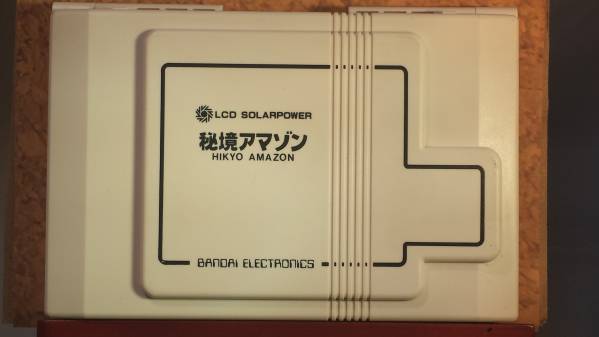 LCD SOLARPOWER
秘境アマゾン
HIKYO AMAZON
BANDAI ELECTRONICS